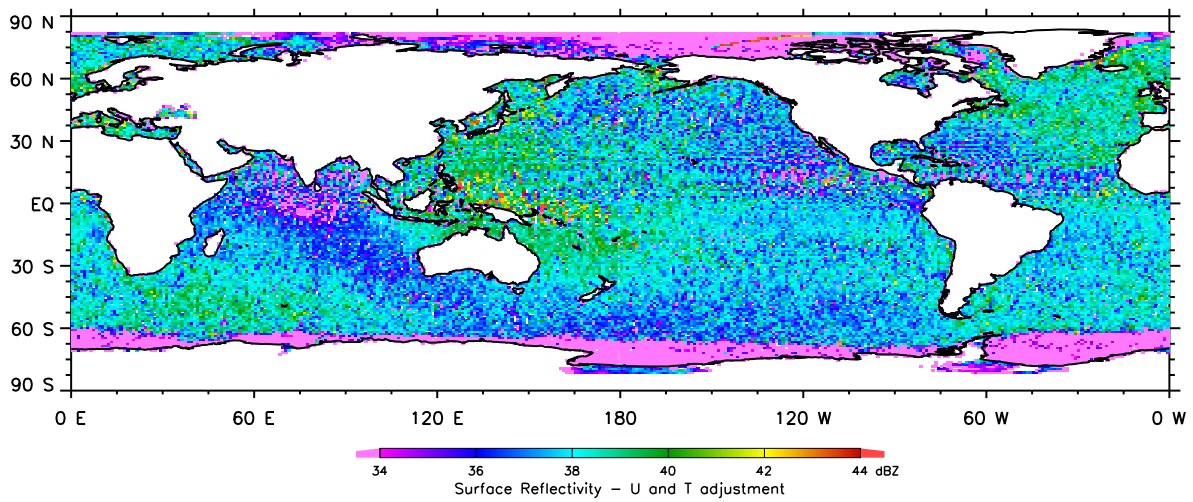 90 N
60 N
30 N
EQ
30 S
60 S
90 S
0 E 60 E 120 E 180 120 W 60 W 0 W
34 36 38 40 42 44 dBZ
Surface Reflectivity – U and T adjustment